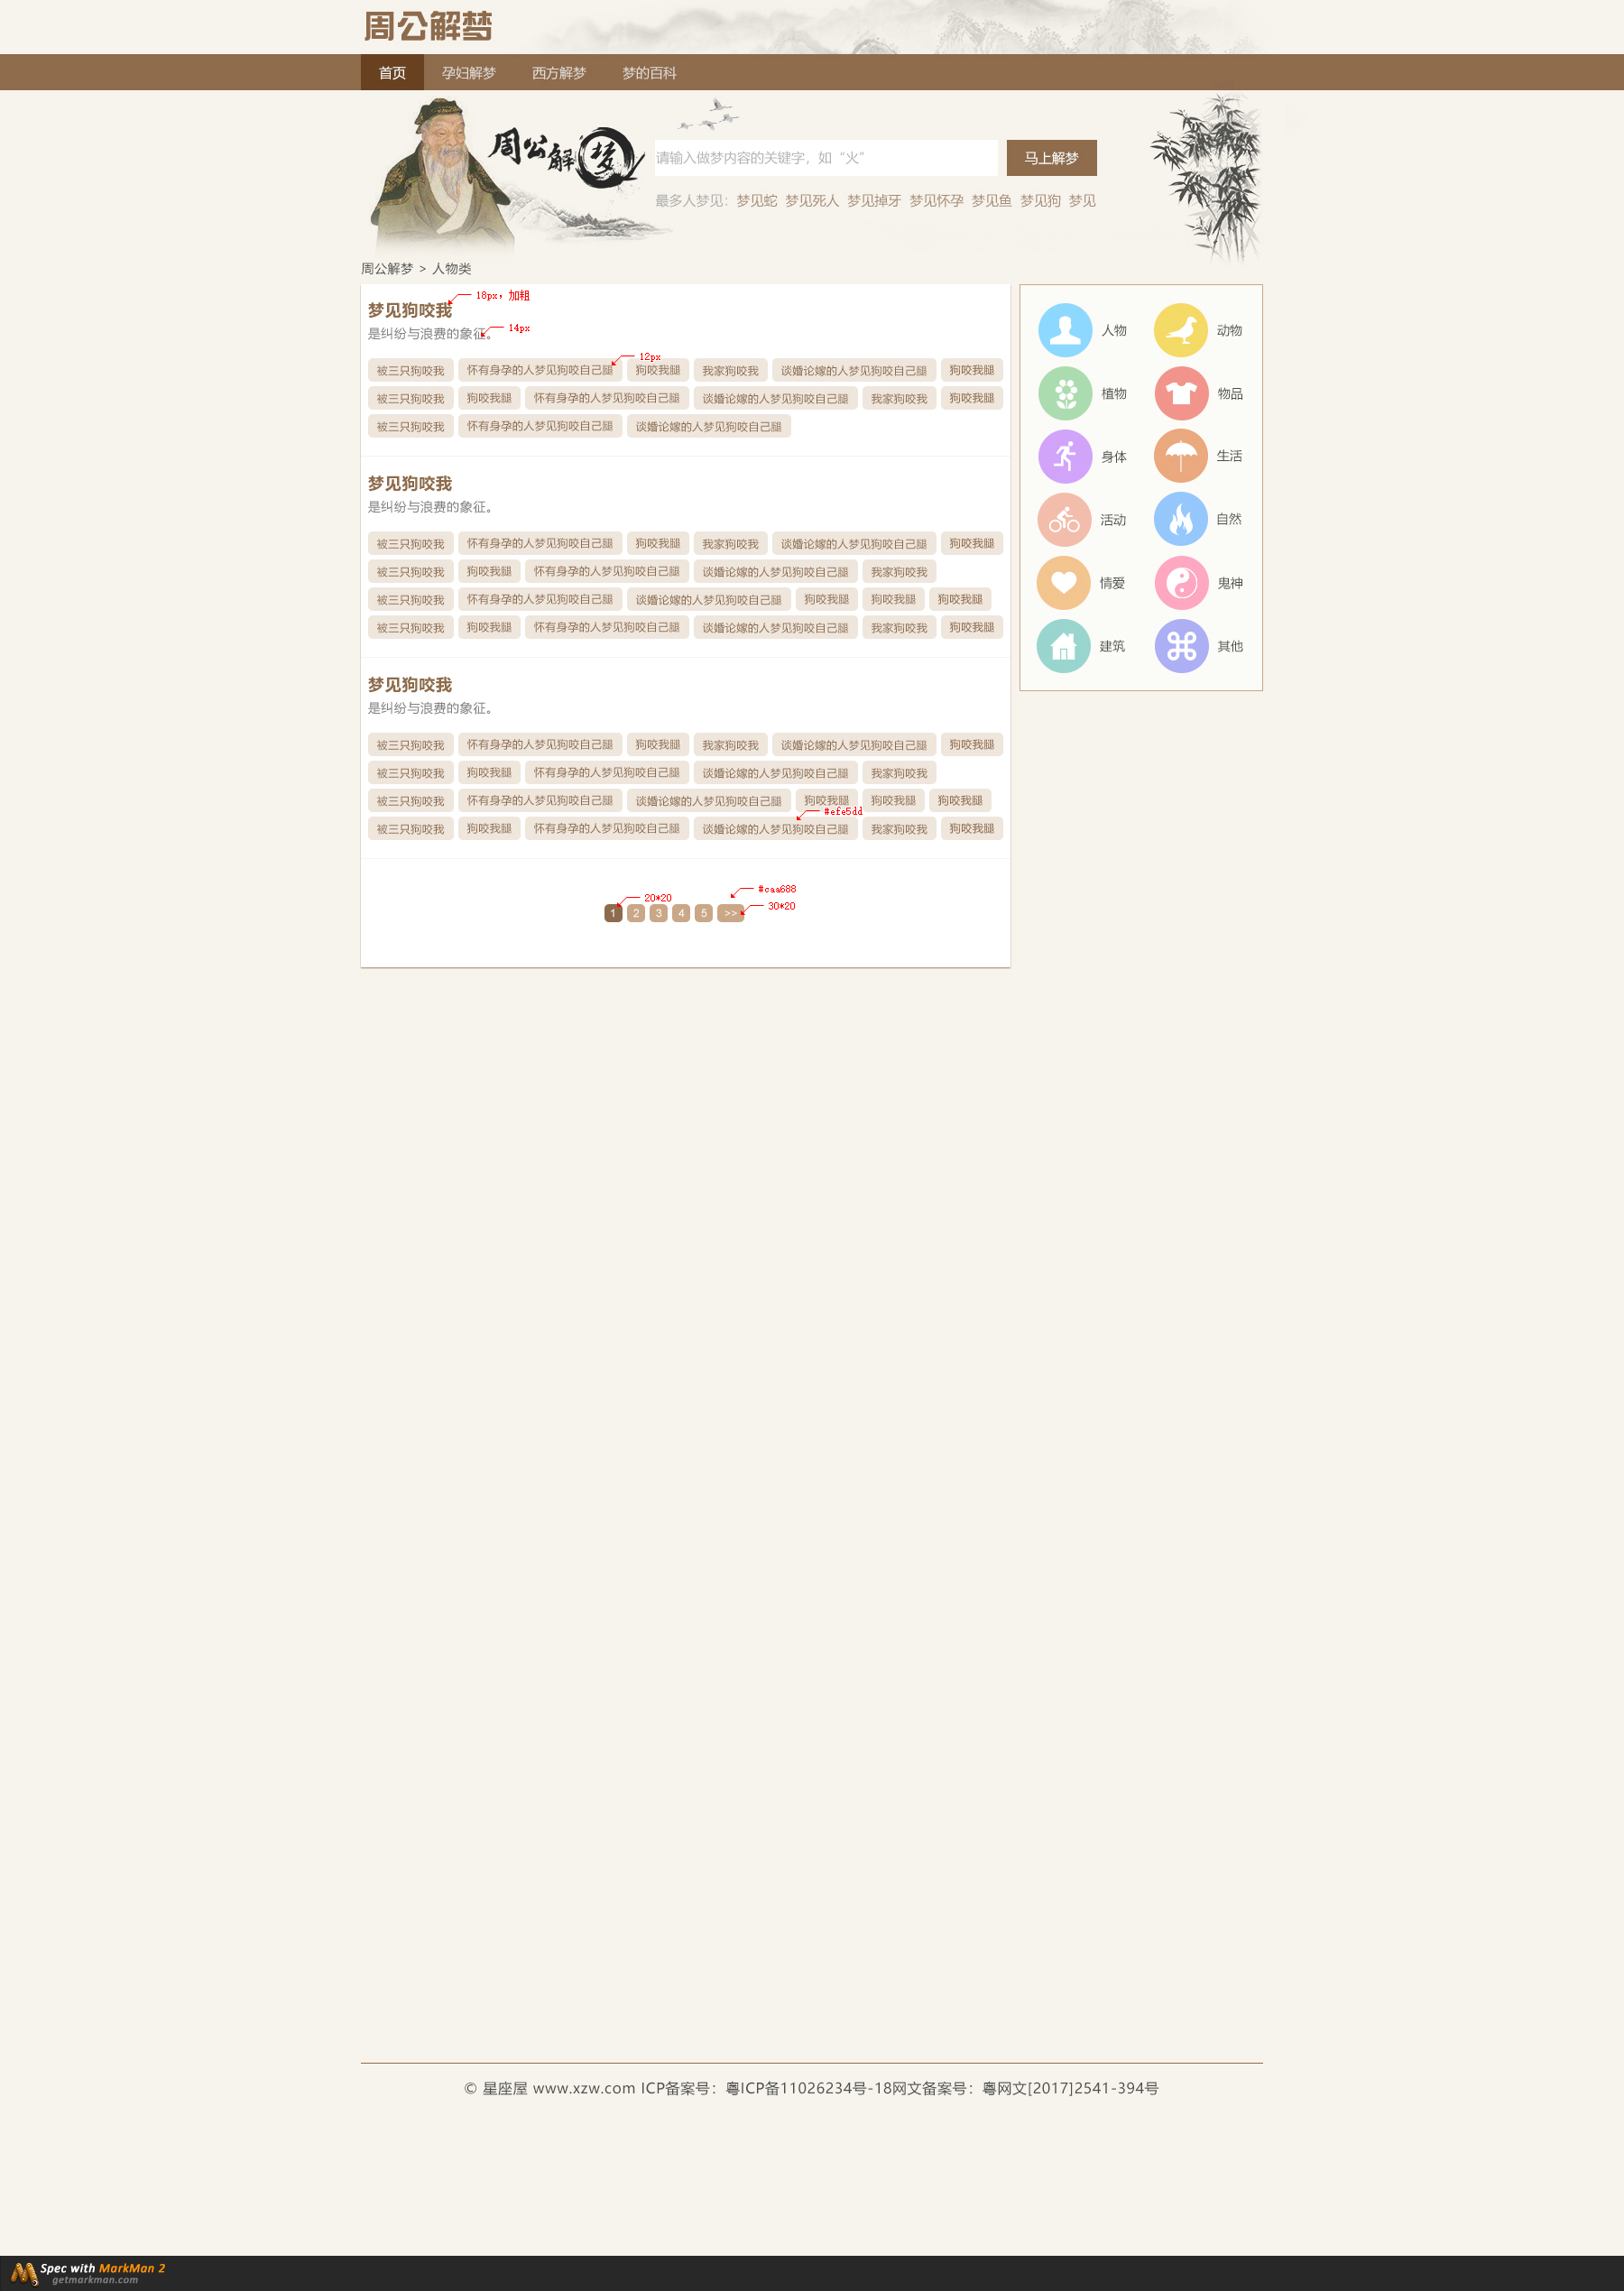 周公解梦
首页 孕妇解梦 西方解梦 梦的百科
周公解梦
请输入做梦内容的关键字，如“火” 马上解梦
最多人梦见：梦见蛇 梦见死人 梦见掉牙 梦见怀孕 梦见鱼 梦见狗 梦见
周公解梦 > 人物类
18px，加粗
梦见狗咬我
14px
是纠纷与浪费的象征。
12px
被三只狗咬我 怀有身孕的人梦见狗咬自己腿 狗咬我腿 我家狗咬我 谈婚论嫁的人梦见狗咬自己腿 狗咬我腿
被三只狗咬我 狗咬我腿 怀有身孕的人梦见狗咬自己腿 谈婚论嫁的人梦见狗咬自己腿 我家狗咬我 狗咬我腿
被三只狗咬我 怀有身孕的人梦见狗咬自己腿 谈婚论嫁的人梦见狗咬自己腿
梦见狗咬我
是纠纷与浪费的象征。
被三只狗咬我 怀有身孕的人梦见狗咬自己腿 狗咬我腿 我家狗咬我 谈婚论嫁的人梦见狗咬自己腿 狗咬我腿
被三只狗咬我 狗咬我腿 怀有身孕的人梦见狗咬自己腿 谈婚论嫁的人梦见狗咬自己腿 我家狗咬我
被三只狗咬我 怀有身孕的人梦见狗咬自己腿 谈婚论嫁的人梦见狗咬自己腿 狗咬我腿 狗咬我腿 狗咬我腿
被三只狗咬我 狗咬我腿 怀有身孕的人梦见狗咬自己腿 谈婚论嫁的人梦见狗咬自己腿 我家狗咬我 狗咬我腿
梦见狗咬我
是纠纷与浪费的象征。
被三只狗咬我 怀有身孕的人梦见狗咬自己腿 狗咬我腿 我家狗咬我 谈婚论嫁的人梦见狗咬自己腿 狗咬我腿
被三只狗咬我 狗咬我腿 怀有身孕的人梦见狗咬自己腿 谈婚论嫁的人梦见狗咬自己腿 我家狗咬我
被三只狗咬我 怀有身孕的人梦见狗咬自己腿 谈婚论嫁的人梦见狗咬自己腿 狗咬我腿 狗咬我腿 狗咬我腿
#efe5dd
被三只狗咬我 狗咬我腿 怀有身孕的人梦见狗咬自己腿 谈婚论嫁的人梦见狗咬自己腿 我家狗咬我 狗咬我腿
#caa688
20*20
30*20
1 2 3 4 5 >>
人物 动物
植物 物品
身体 生活
活动 自然
情爱 鬼神
建筑 其他
© 星座屋 www.xzw.com ICP备案号：粤ICP备11026234号-18网文备案号：粤网文[2017]2541-394号
Spec with MarkMan 2
getmarkman.com